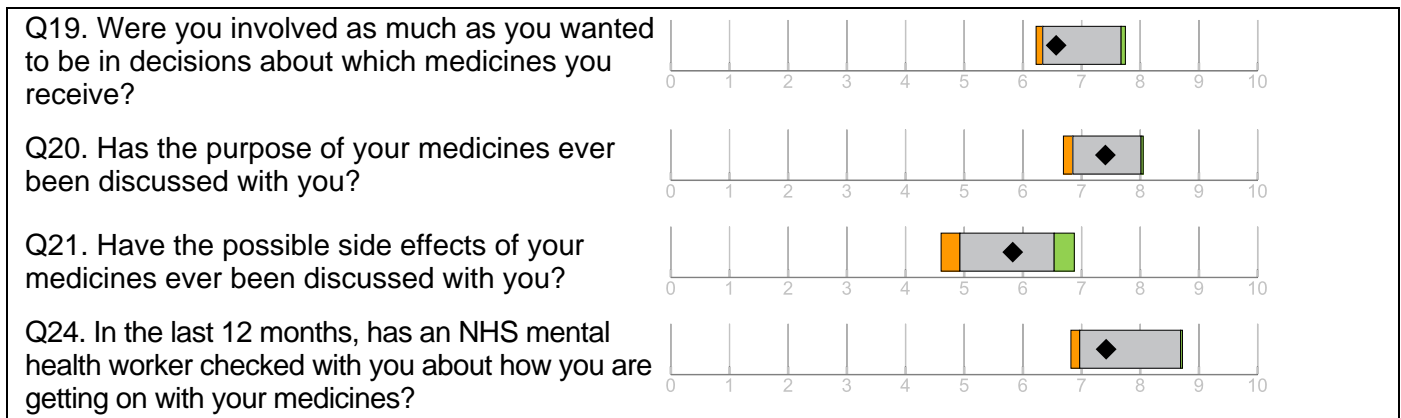 Q19. Were you involved as much as you wanted
to be in decisions about which medicines you
receive?
0 1 2 3 4 5 6 7 8 9 10
Q20. Has the purpose of your medicines ever
been discussed with you?
0 1 2 3 4 5 6 7 8 9 10
Q21. Have the possible side effects of your
medicines ever been discussed with you?
0 1 2 3 4 5 6 7 8 9 10
Q24. In the last 12 months, has an NHS mental
health worker checked with you about how you are
getting on with your medicines?
0 1 2 3 4 5 6 7 8 9 10